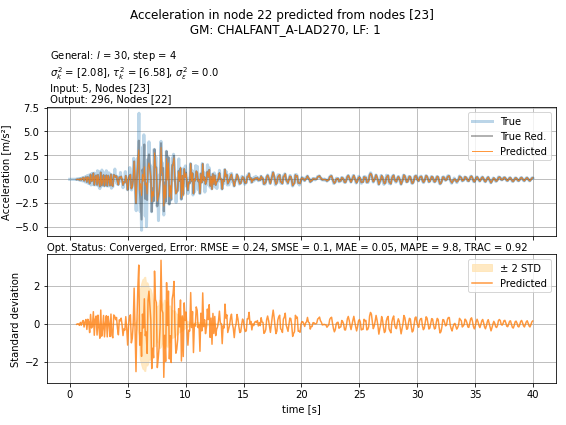 Acceleration in node 22 predicted from nodes [23]
GM: CHALFANT_A-LAD270, LF: 1
General: l = 30, step = 4
σ²ₖ = [2.08], τ²ₖ = [6.58], σ²ε = 0.0
Input: 5, Nodes [23]
Output: 296, Nodes [22]
Acceleration [m/s²]
7.5
5.0
2.5
0.0
−2.5
−5.0
True
True Red.
Predicted
Opt. Status: Converged, Error: RMSE = 0.24, SMSE = 0.1, MAE = 0.05, MAPE = 9.8, TRAC = 0.92
Standard deviation
2
0
−2
± 2 STD
Predicted
0 5 10 15 20 25 30 35 40
time [s]